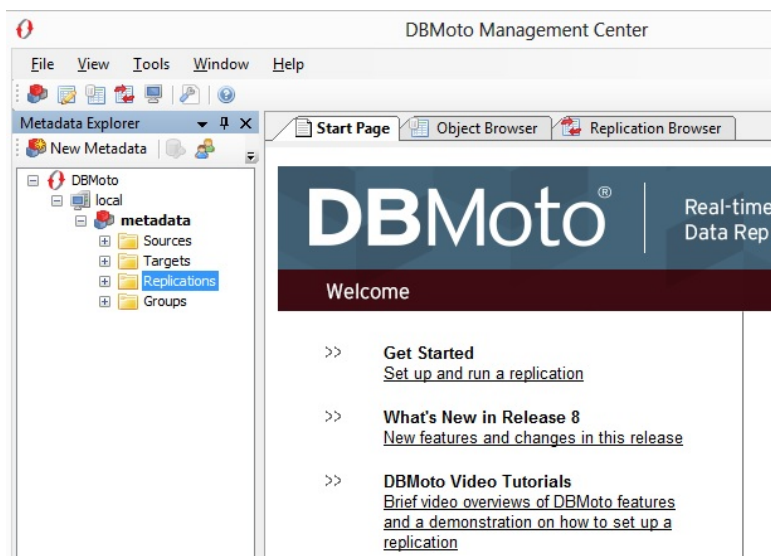 DBMoto Management Center
File View Tools Window Help
Metadata Explorer
Start Page Object Browser Replication Browser
New Metadata
DBMoto
local
metadata
Sources
Targets
Replications
Groups
DBMoto®
Real-time
Data Rep
Welcome
>> Get Started
Set up and run a replication
>> What's New in Release 8
New features and changes in this release
>> DBMoto Video Tutorials
Brief video overviews of DBMoto features
and a demonstration on how to set up a
replication